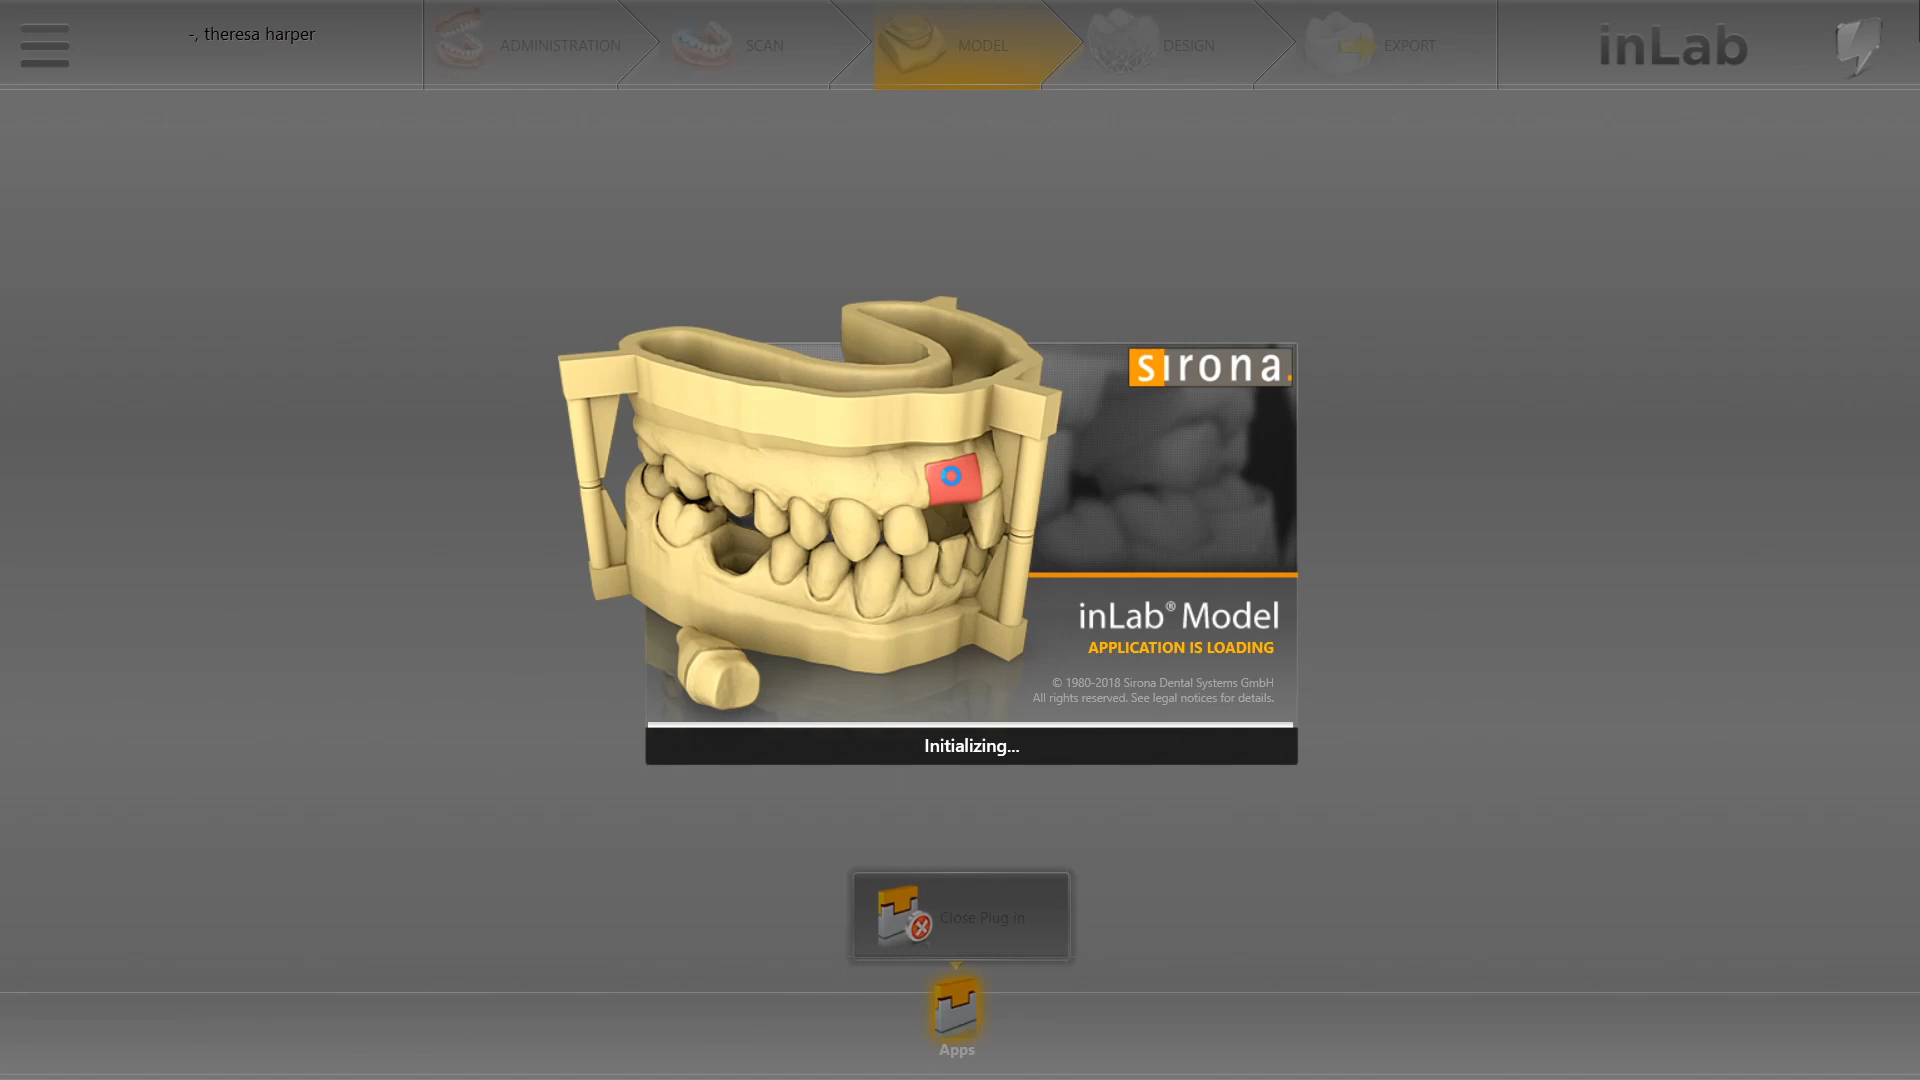 -, theresa harper
ADMINISTRATION
SCAN
MODEL
DESIGN
EXPORT
inLab
sirona.
inLab® Model
APPLICATION IS LOADING
© 1980-2018 Sirona Dental Systems GmbH
All rights reserved. See legal notices for details.
Initializing...
Close Plug in
Apps